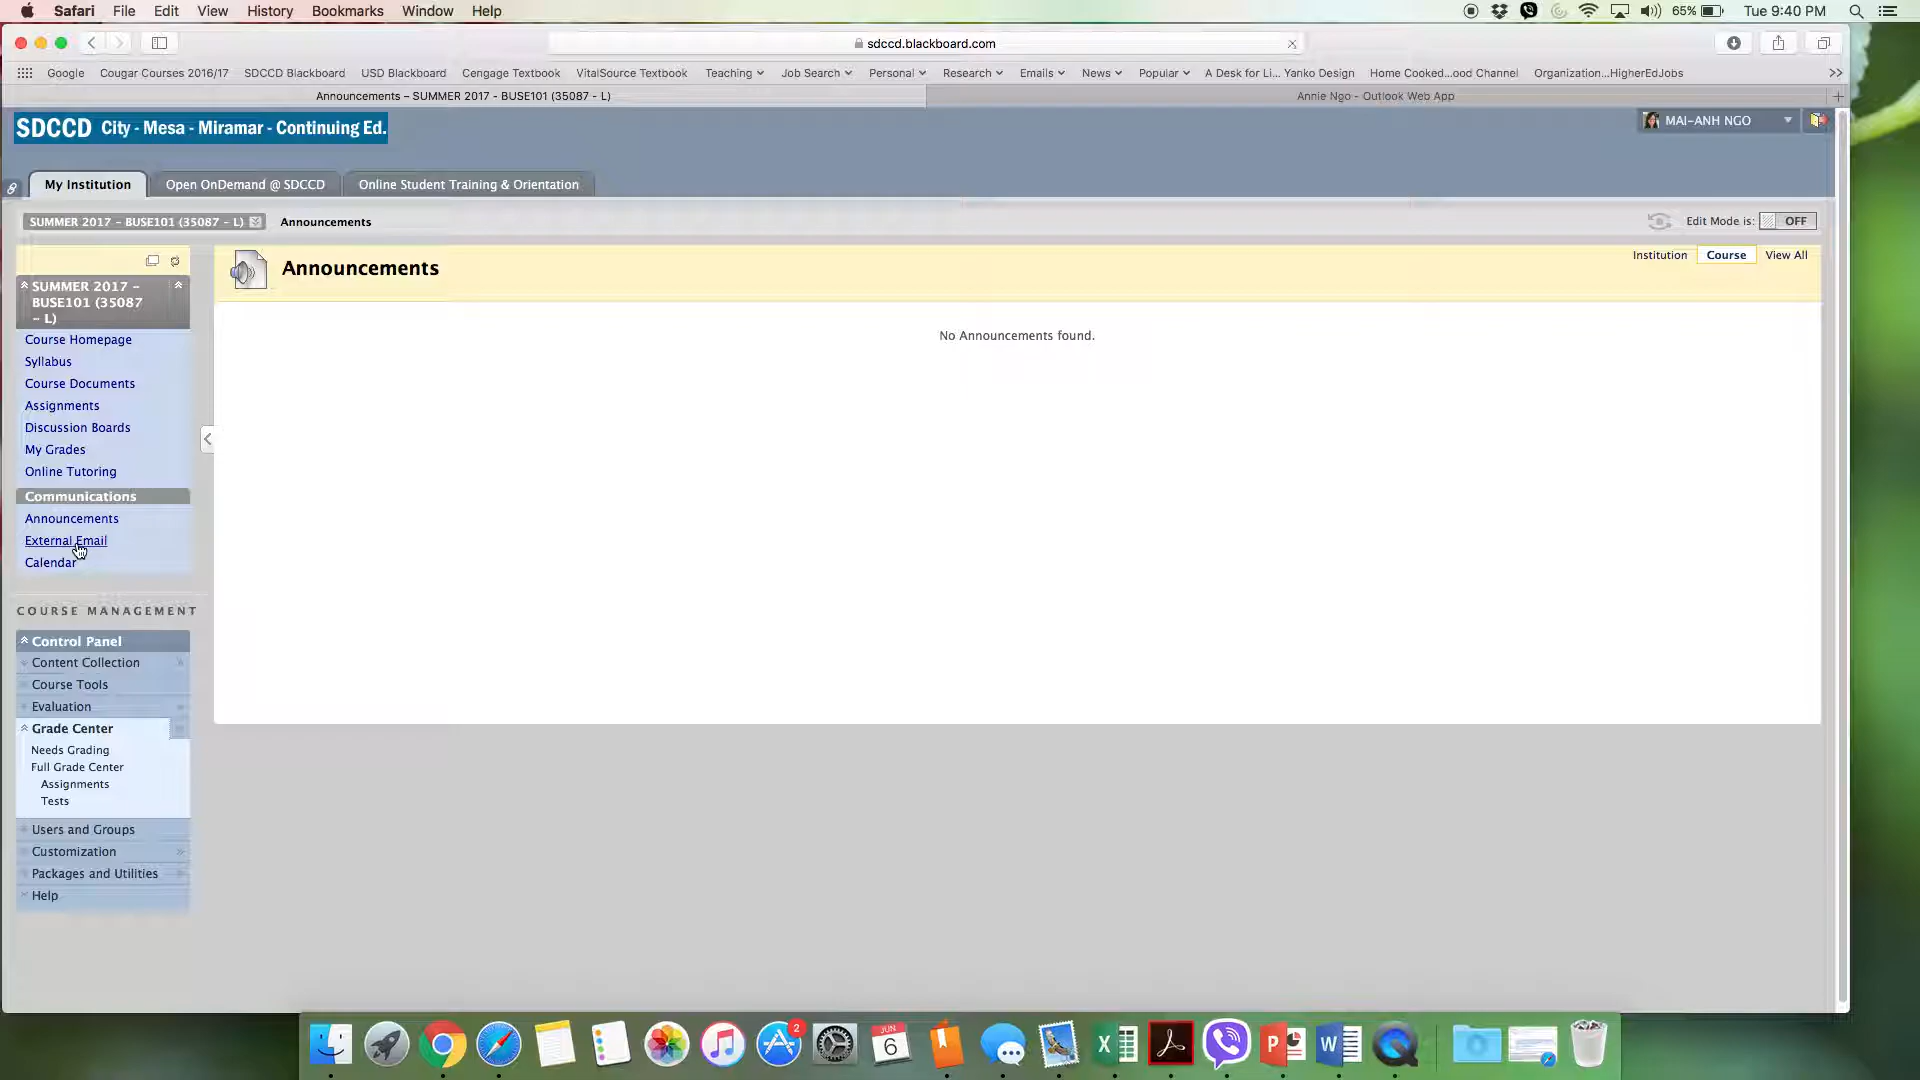 Safari File Edit View History Bookmarks Window Help 65% Tue 9:40 PM
sdccd.blackboard.com
Google Cougar Courses 2016/17 SDCCD Blackboard USD Blackboard Cengage Textbook VitalSource Textbook Teaching Job Search Personal Research Emails News Popular A Desk for Li... Yanko Design Home Cooked...ood Channel Organization...HigherEdJobs >>
Announcements – SUMMER 2017 – BUSE101 (35087 – L) Annie Ngo - Outlook Web App
SDCCD City - Mesa - Miramar - Continuing Ed.
MAI-ANH NGO
My Institution Open OnDemand @ SDCCD Online Student Training & Orientation
SUMMER 2017 – BUSE101 (35087 – L) Announcements Edit Mode is: OFF
Announcements
Institution Course View All
No Announcements found.
SUMMER 2017 –
BUSE101 (35087
– L)
Course Homepage
Syllabus
Course Documents
Assignments
Discussion Boards
My Grades
Online Tutoring
Communications
Announcements
External Email
Calendar
COURSE MANAGEMENT
Control Panel
Content Collection
Course Tools
Evaluation
Grade Center
Needs Grading
Full Grade Center
Assignments
Tests
Users and Groups
Customization
Packages and Utilities
Help
2
JUN
6
X
P
W